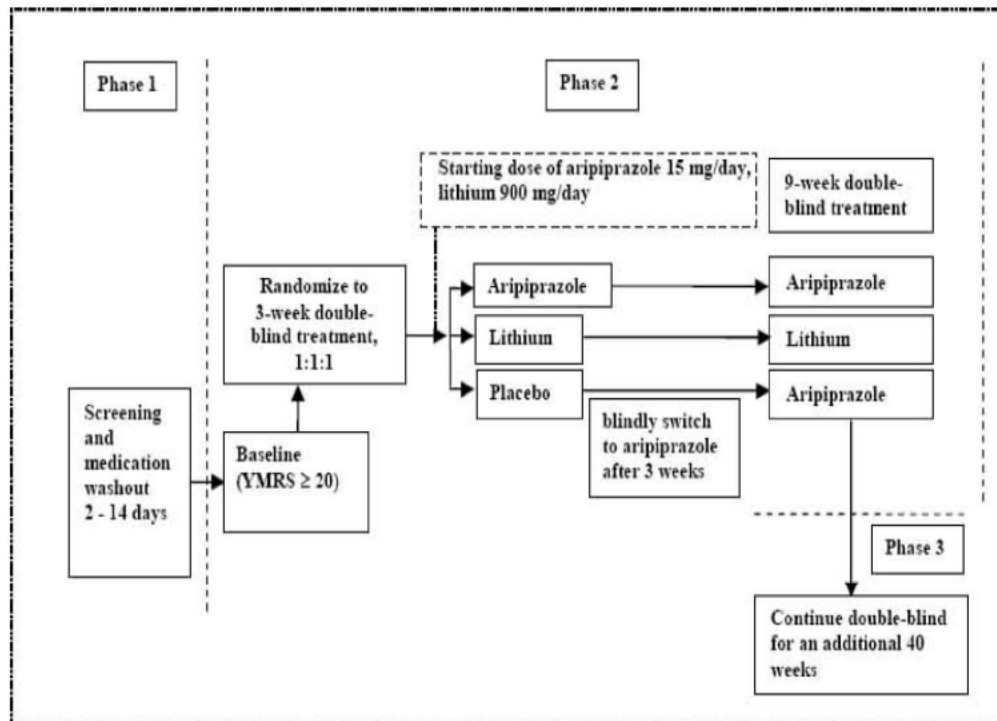 Phase 1
Phase 2
Starting dose of aripiprazole 15 mg/day,
lithium 900 mg/day
9-week double-
blind treatment
Randomize to
3-week double-
blind treatment,
1:1:1
Aripiprazole
Aripiprazole
Lithium
Lithium
Placebo
Aripiprazole
Screening
and
medication
washout
2 - 14 days
Baseline
(YMRS ≥ 20)
blindly switch
to aripiprazole
after 3 weeks
Phase 3
Continue double-blind
for an additional 40
weeks